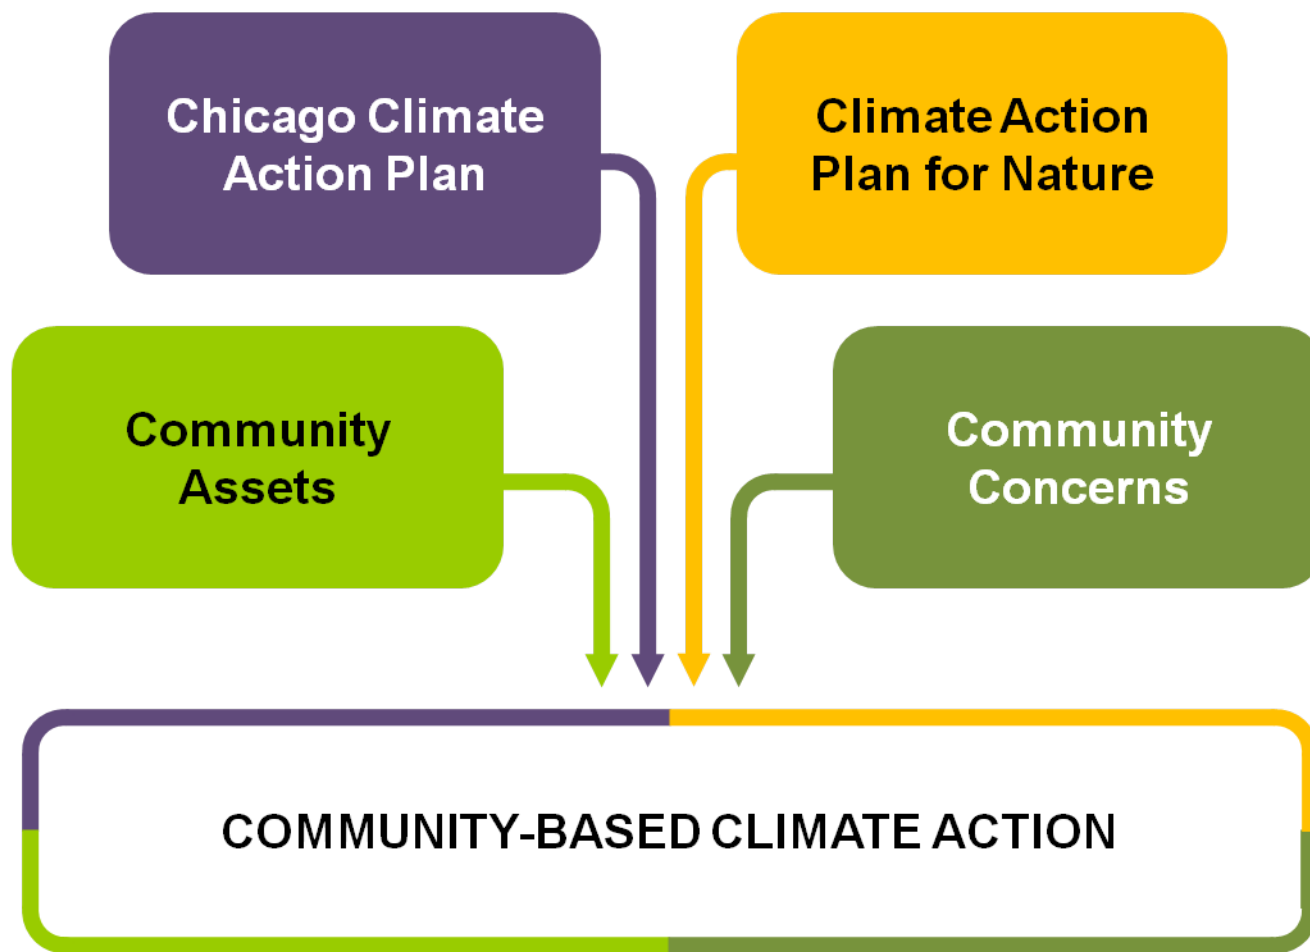 Chicago Climate
Action Plan
Climate Action
Plan for Nature
Community
Assets
Community
Concerns
COMMUNITY-BASED CLIMATE ACTION